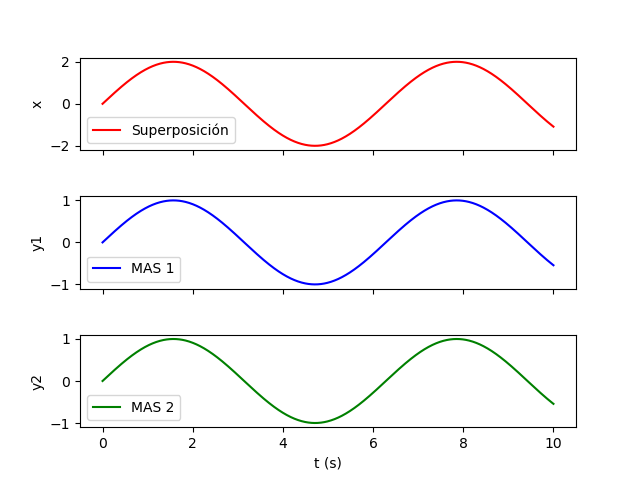 2
0
−2
x
Superposición
1
0
−1
y1
MAS 1
1
0
−1
y2
MAS 2
0 2 4 6 8 10
t (s)